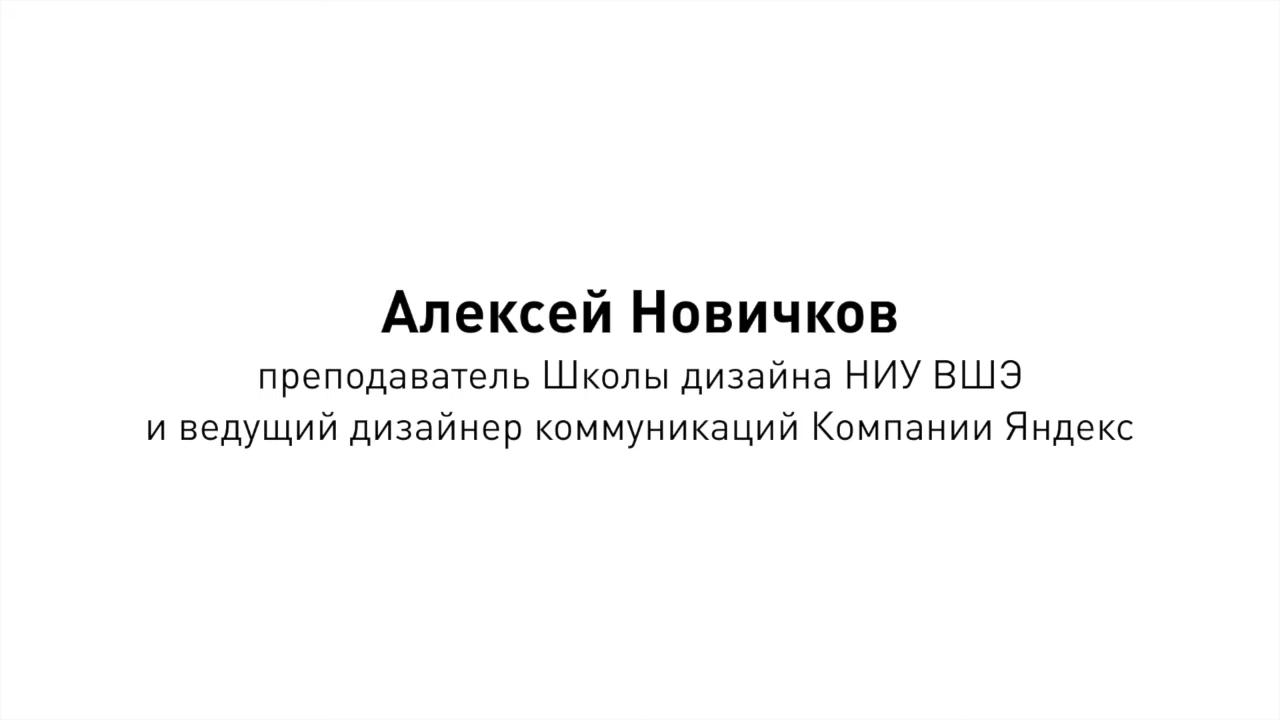 Алексей Новичков
преподаватель Школы дизайна НИУ ВШЭ
и ведущий дизайнер коммуникаций Компании Яндекс